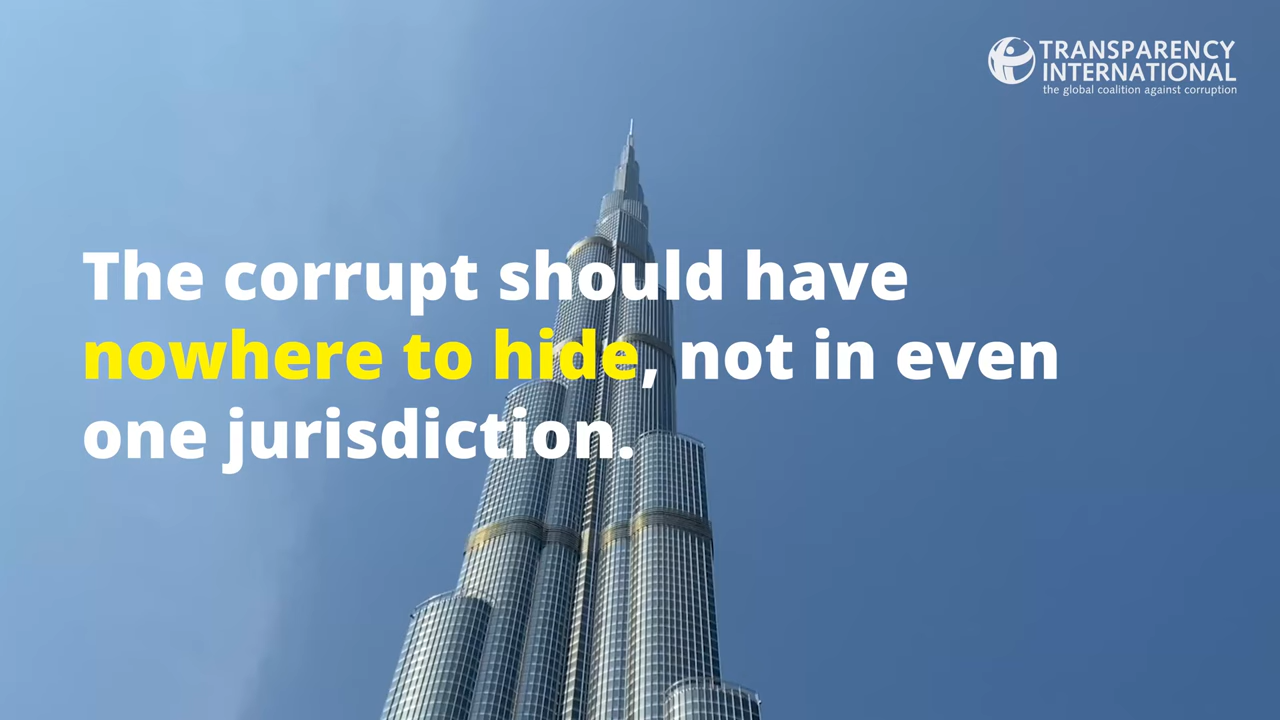 TRANSPARENCY
INTERNATIONAL
the global coalition against corruption
The corrupt should have
nowhere to hide, not in even
one jurisdiction.